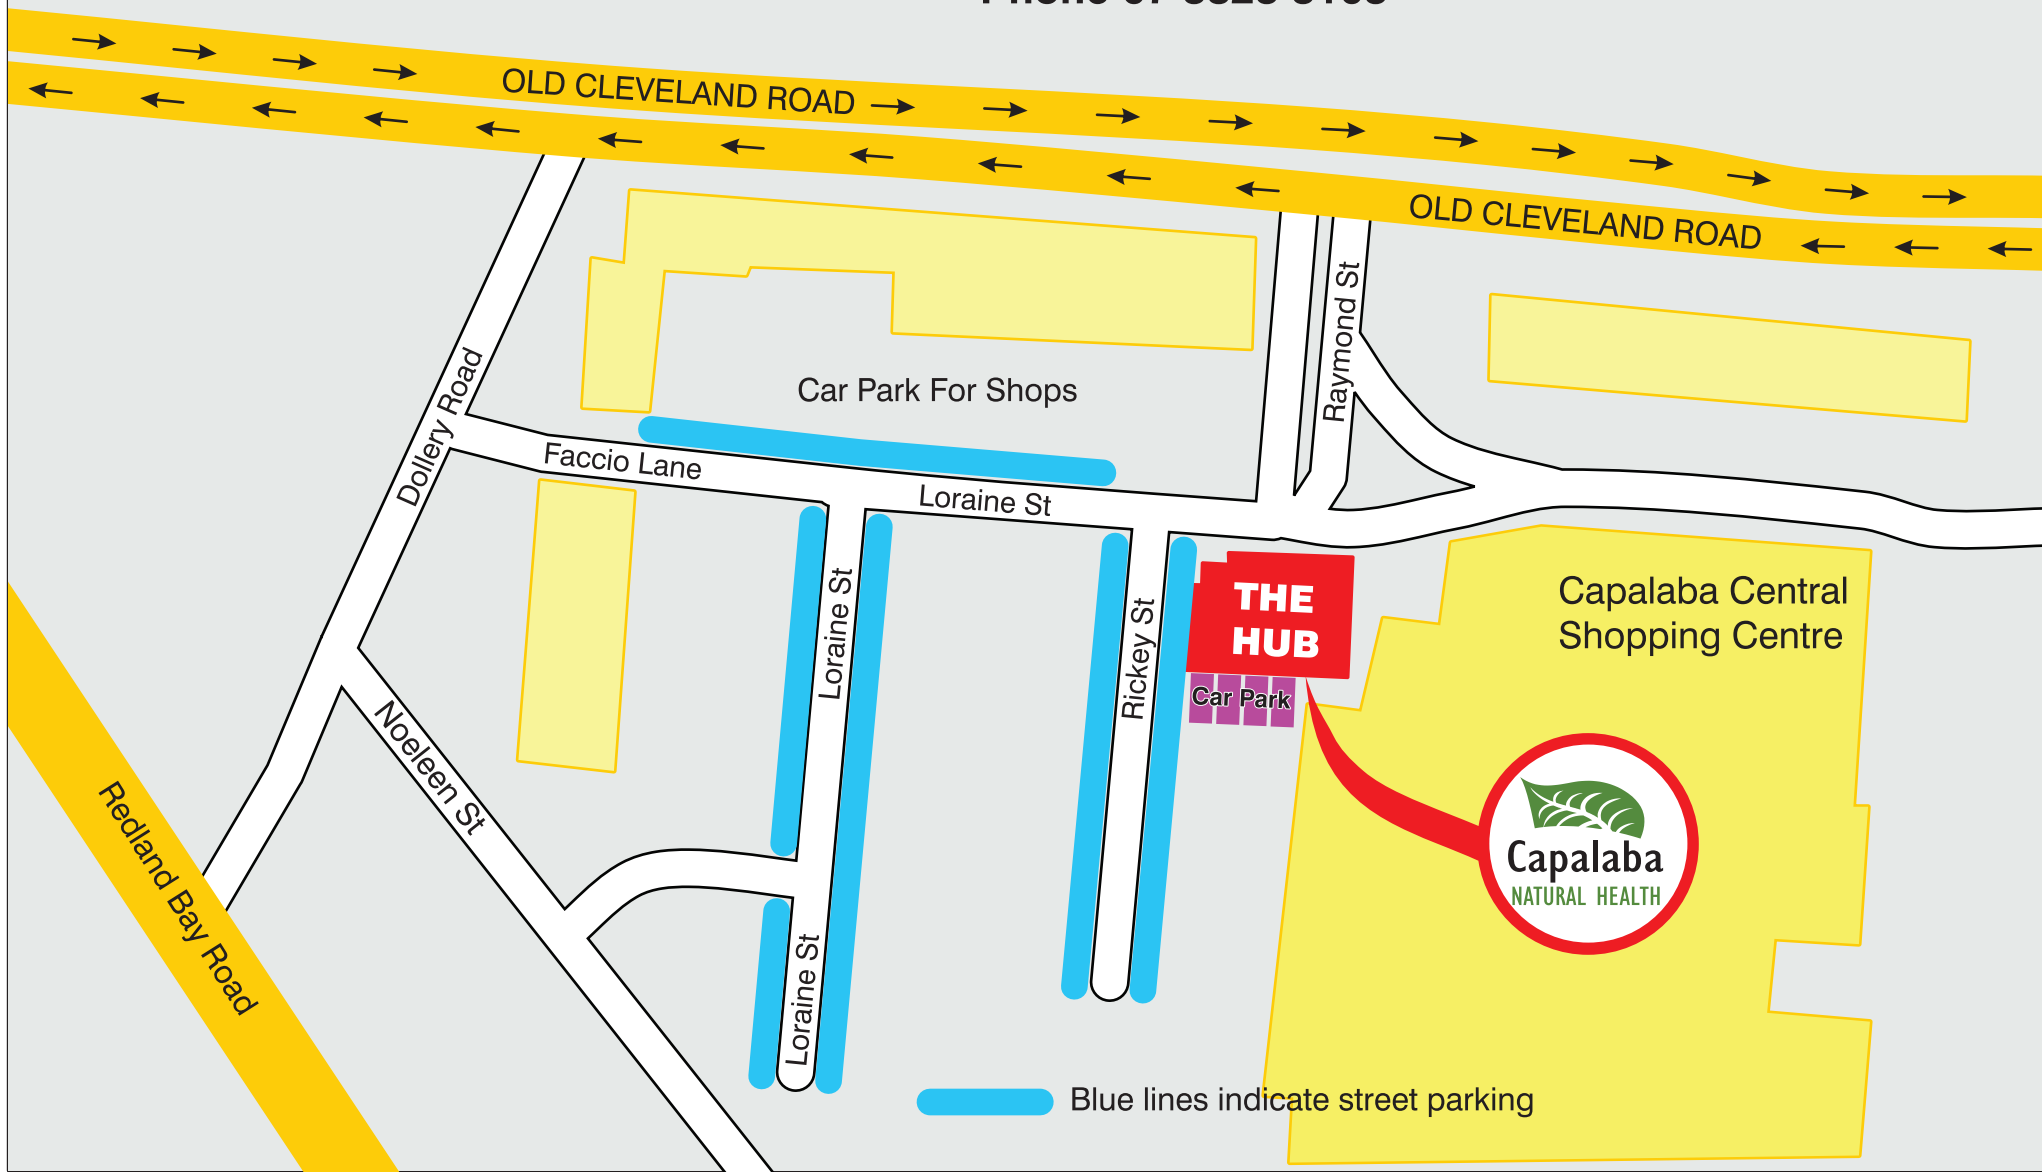 OLD CLEVELAND ROAD
OLD CLEVELAND ROAD
Raymond St
Dollery Road
Car Park For Shops
Faccio Lane
Loraine St
Loraine St
Rickey St
THE
HUB
Car Park
Capalaba Central
Shopping Centre
Noeleen St
Redland Bay Road
Capalaba
NATURAL HEALTH
Loraine St
Blue lines indicate street parking